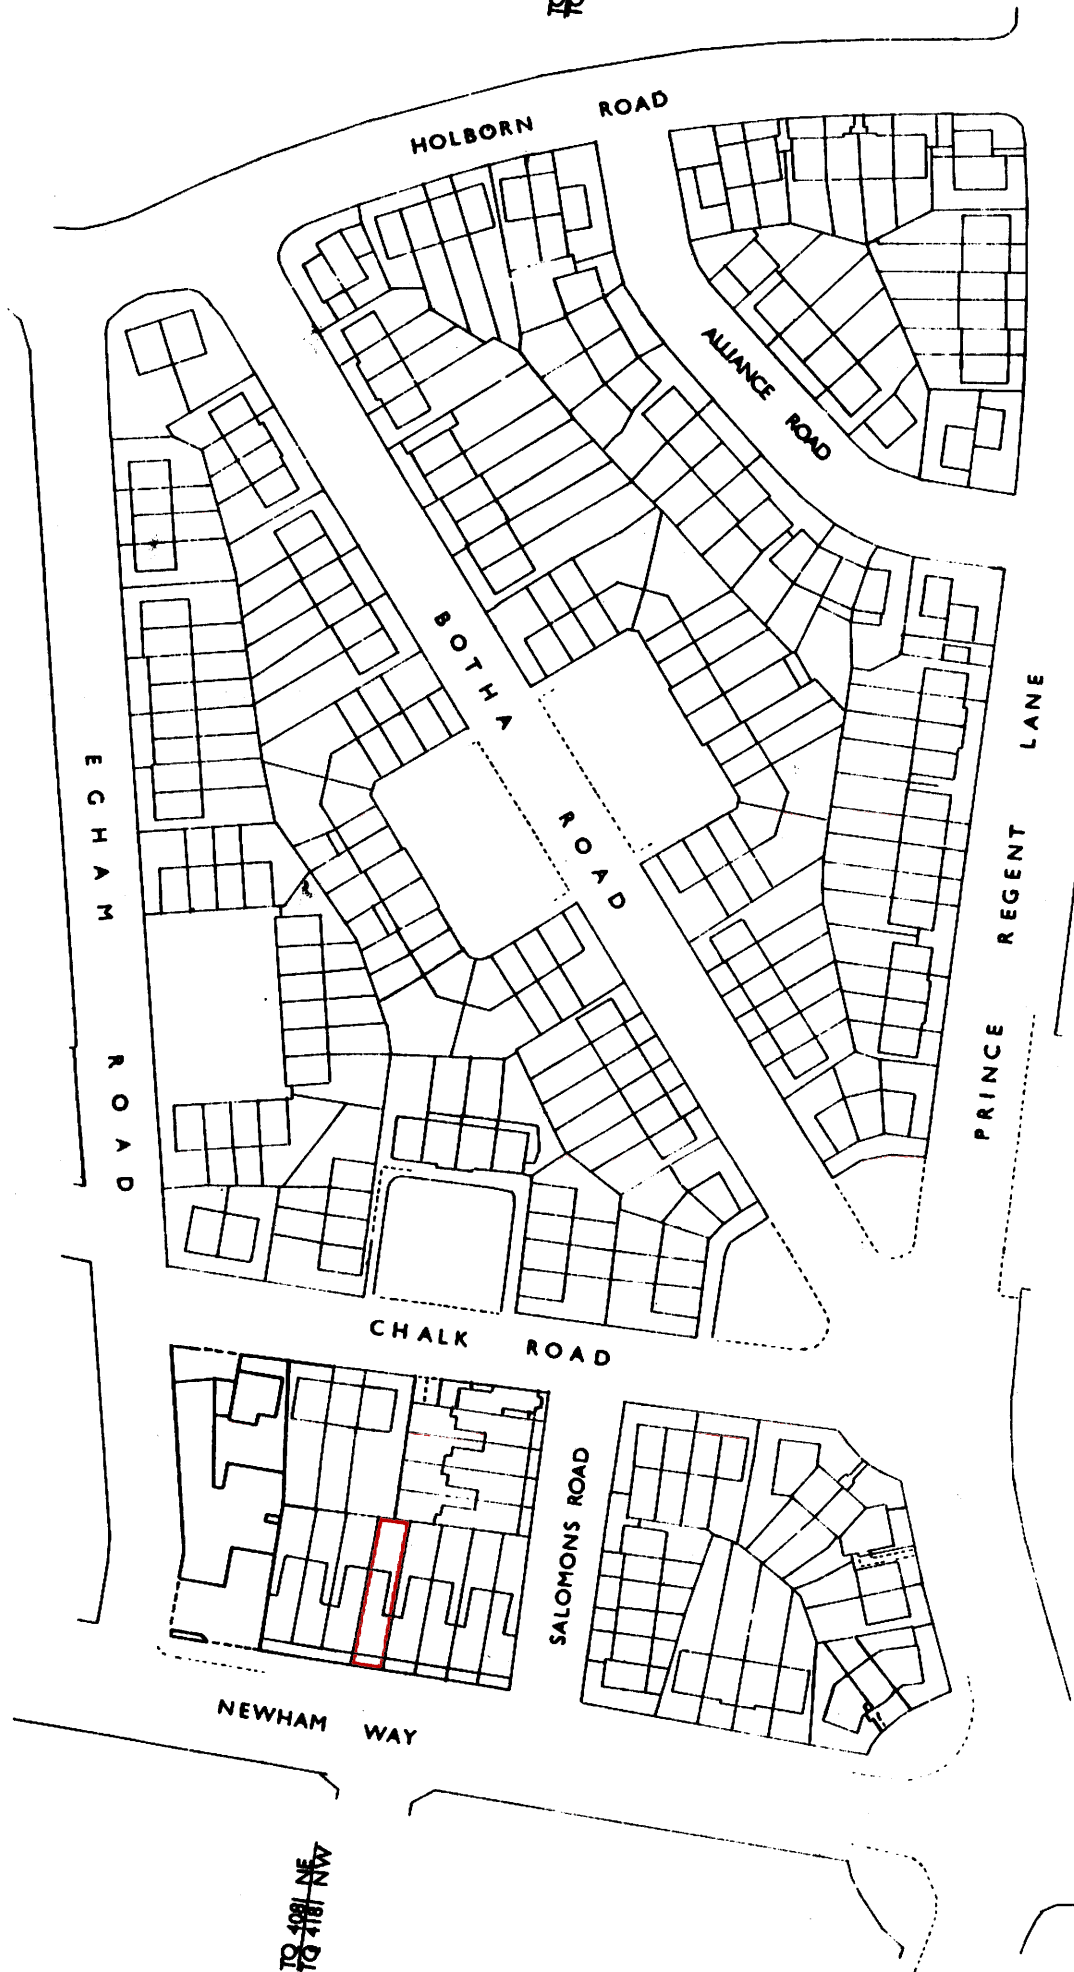 HOLBORN ROAD
ALLIANCE ROAD
BOTHA ROAD
EGHAM ROAD
PRINCE REGENT LANE
CHALK ROAD
SALOMONS ROAD
NEWHAM WAY
TQ 4081 NE
TQ 4181 NW